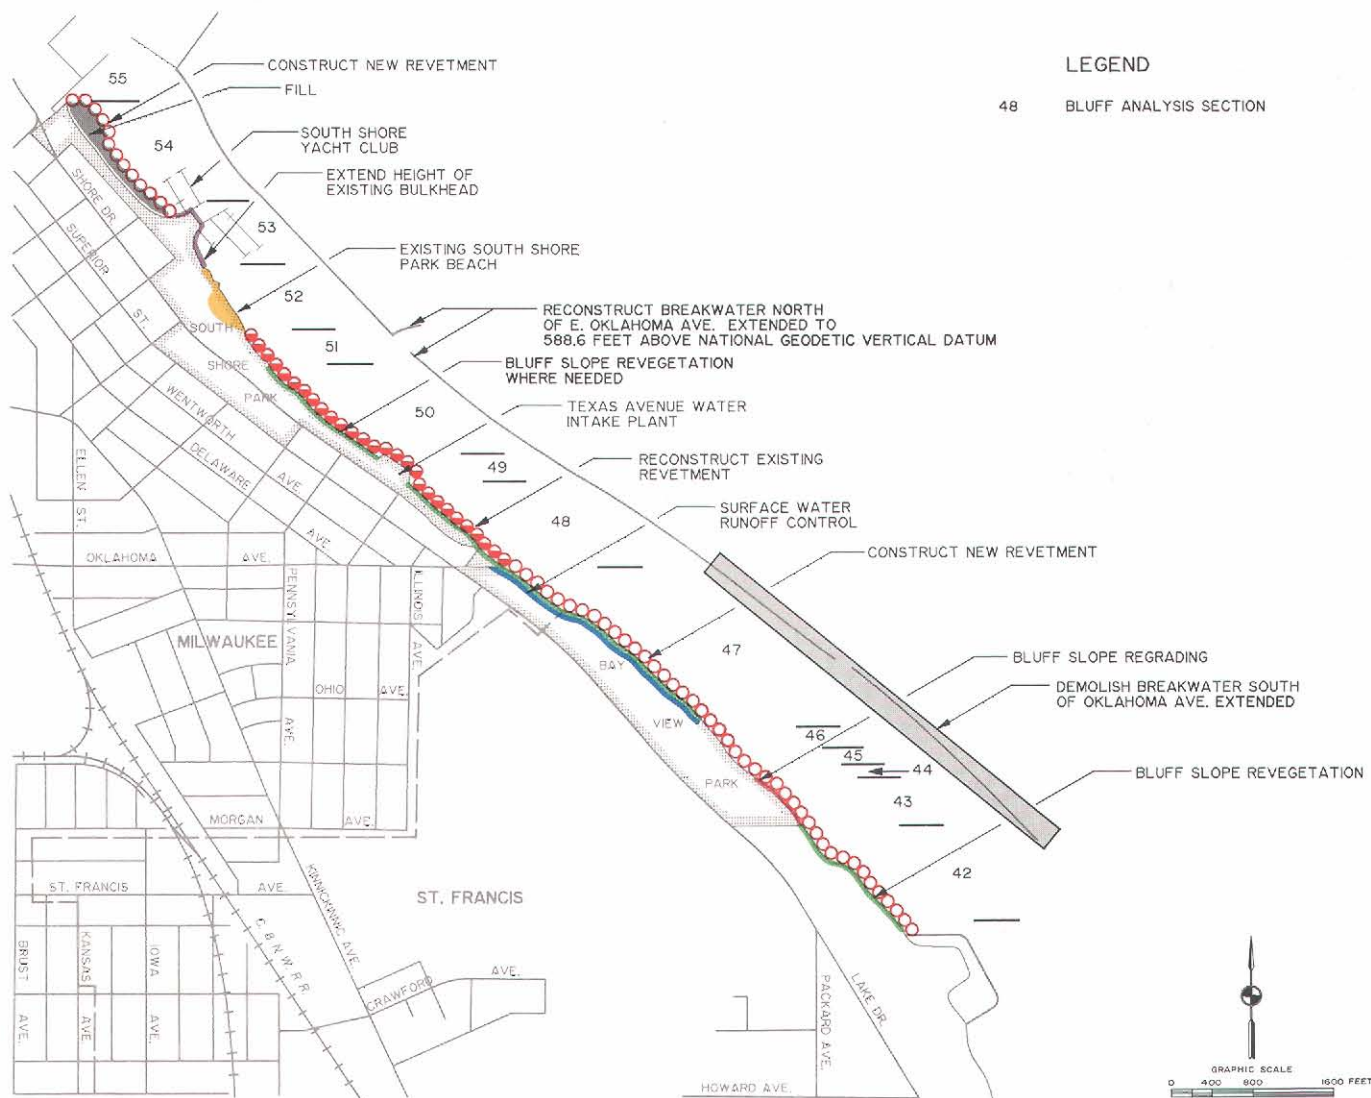 LEGEND
48 BLUFF ANALYSIS SECTION
55
CONSTRUCT NEW REVETMENT
FILL
54
SOUTH SHORE
YACHT CLUB
EXTEND HEIGHT OF
EXISTING BULKHEAD
53
EXISTING SOUTH SHORE
PARK BEACH
52
RECONSTRUCT BREAKWATER NORTH
OF E. OKLAHOMA AVE. EXTENDED TO
588.6 FEET ABOVE NATIONAL GEODETIC VERTICAL DATUM
51
BLUFF SLOPE REVEGETATION
WHERE NEEDED
50
TEXAS AVENUE WATER
INTAKE PLANT
49
RECONSTRUCT EXISTING
REVETMENT
48
SURFACE WATER
RUNOFF CONTROL
CONSTRUCT NEW REVETMENT
47
BLUFF SLOPE REGRADING
DEMOLISH BREAKWATER SOUTH
OF OKLAHOMA AVE. EXTENDED
46
45
44
BLUFF SLOPE REVEGETATION
43
42
SHORE DR.
SUPERIOR
ST.
SOUTH
SHORE
PARK
WENTWORTH
AVE.
DELAWARE
AVE.
ELLEN ST.
OKLAHOMA AVE.
PENNSYLVANIA
AVE.
ILLINOIS
AVE.
MILWAUKEE
OHIO AVE.
BAY
VIEW
PARK
MORGAN AVE.
ST. FRANCIS AVE.
KINNICKINNIC AVE.
ST. FRANCIS
C. & N. W. R. R.
BRUST
AVE.
KANSAS
AVE.
IOWA
AVE.
CRAWFORD
AVE.
PACKARD AVE.
LAKE DR.
HOWARD AVE.
GRAPHIC SCALE
0 400 800 1600 FEET